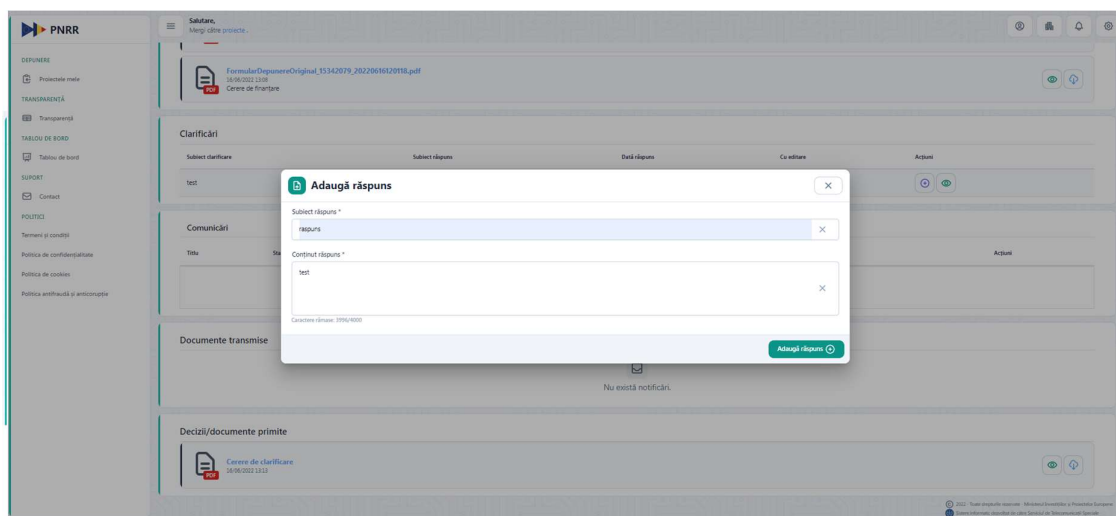 PNRR
Salutare,
Mergi către proiecte .
DEPUNERE
Proiectele mele
TRANSPARENȚĂ
Transparență
TABLOU DE BORD
Tablou de bord
SUPORT
Contact
POLITICI
Termeni și condiții
Politica de confidențialitate
Politica de cookies
Politica antifraudă și anticorupție
FormularDepunereOriginal_15342079_20220616120118.pdf
16/06/2022 13:08
Cerere de finanțare
PDF
Clarificări
Subiect clarificare Subiect răspuns Dată răspuns Cu editare Acțiuni
test
Adaugă răspuns
Subiect răspuns *
raspuns
Conținut răspuns *
test
Caractere rămase: 3996/4000
Adaugă răspuns
Comunicări
Titlu Sta Acțiuni
Documente transmise
Nu există notificări.
Decizii/documente primite
Cerere de clarificare
16/06/2022 13:13
PDF